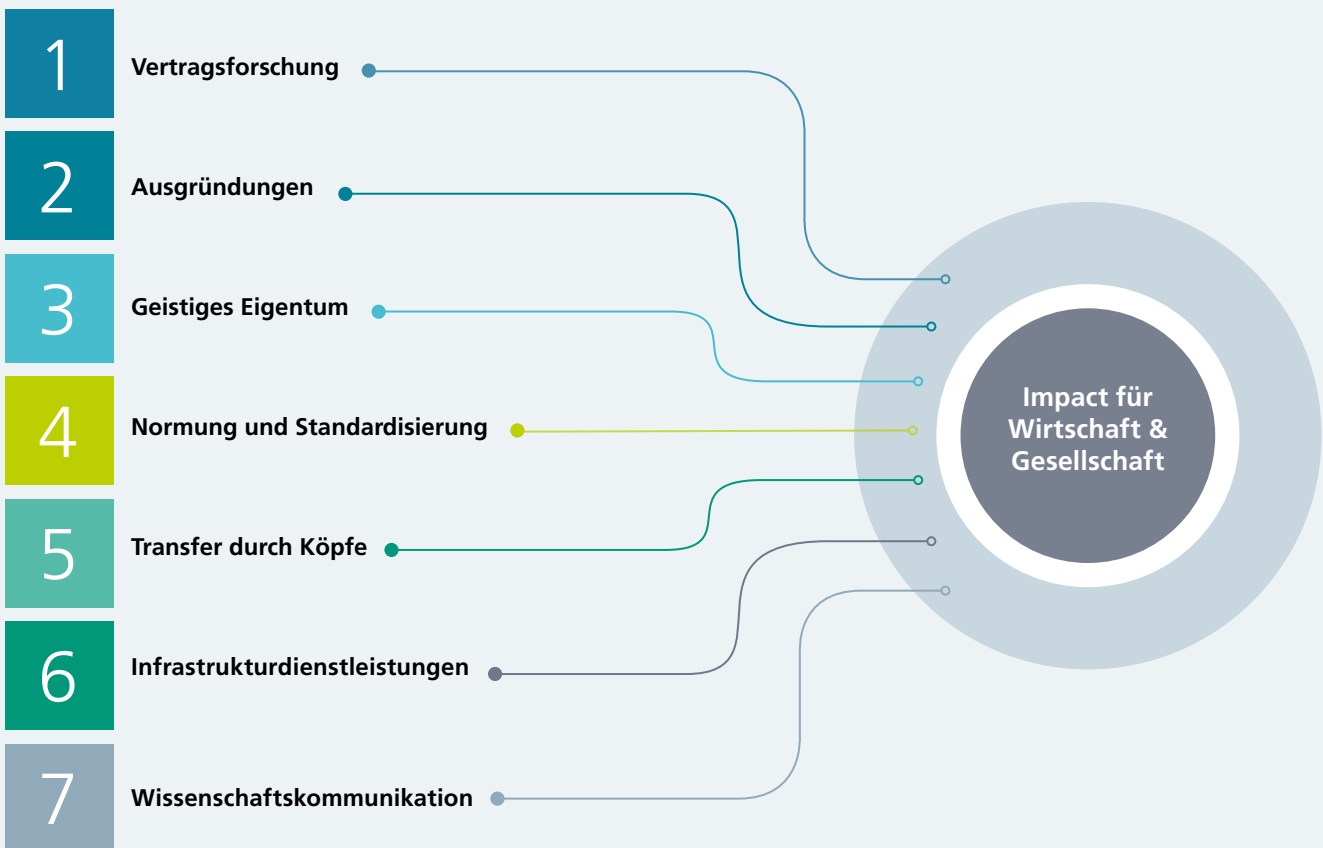 1
Vertragsforschung
2
Ausgründungen
3
Geistiges Eigentum
4
Normung und Standardisierung
5
Transfer durch Köpfe
6
Infrastrukturdienstleistungen
7
Wissenschaftskommunikation
Impact für
Wirtschaft &
Gesellschaft